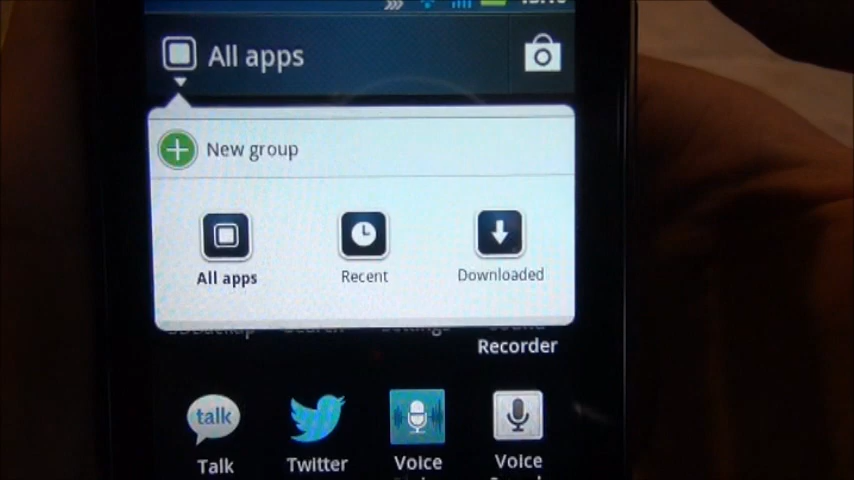 All apps
New group
All apps
Recent
Downloaded
Recorder
talk
Talk
Twitter
Voice
Voice